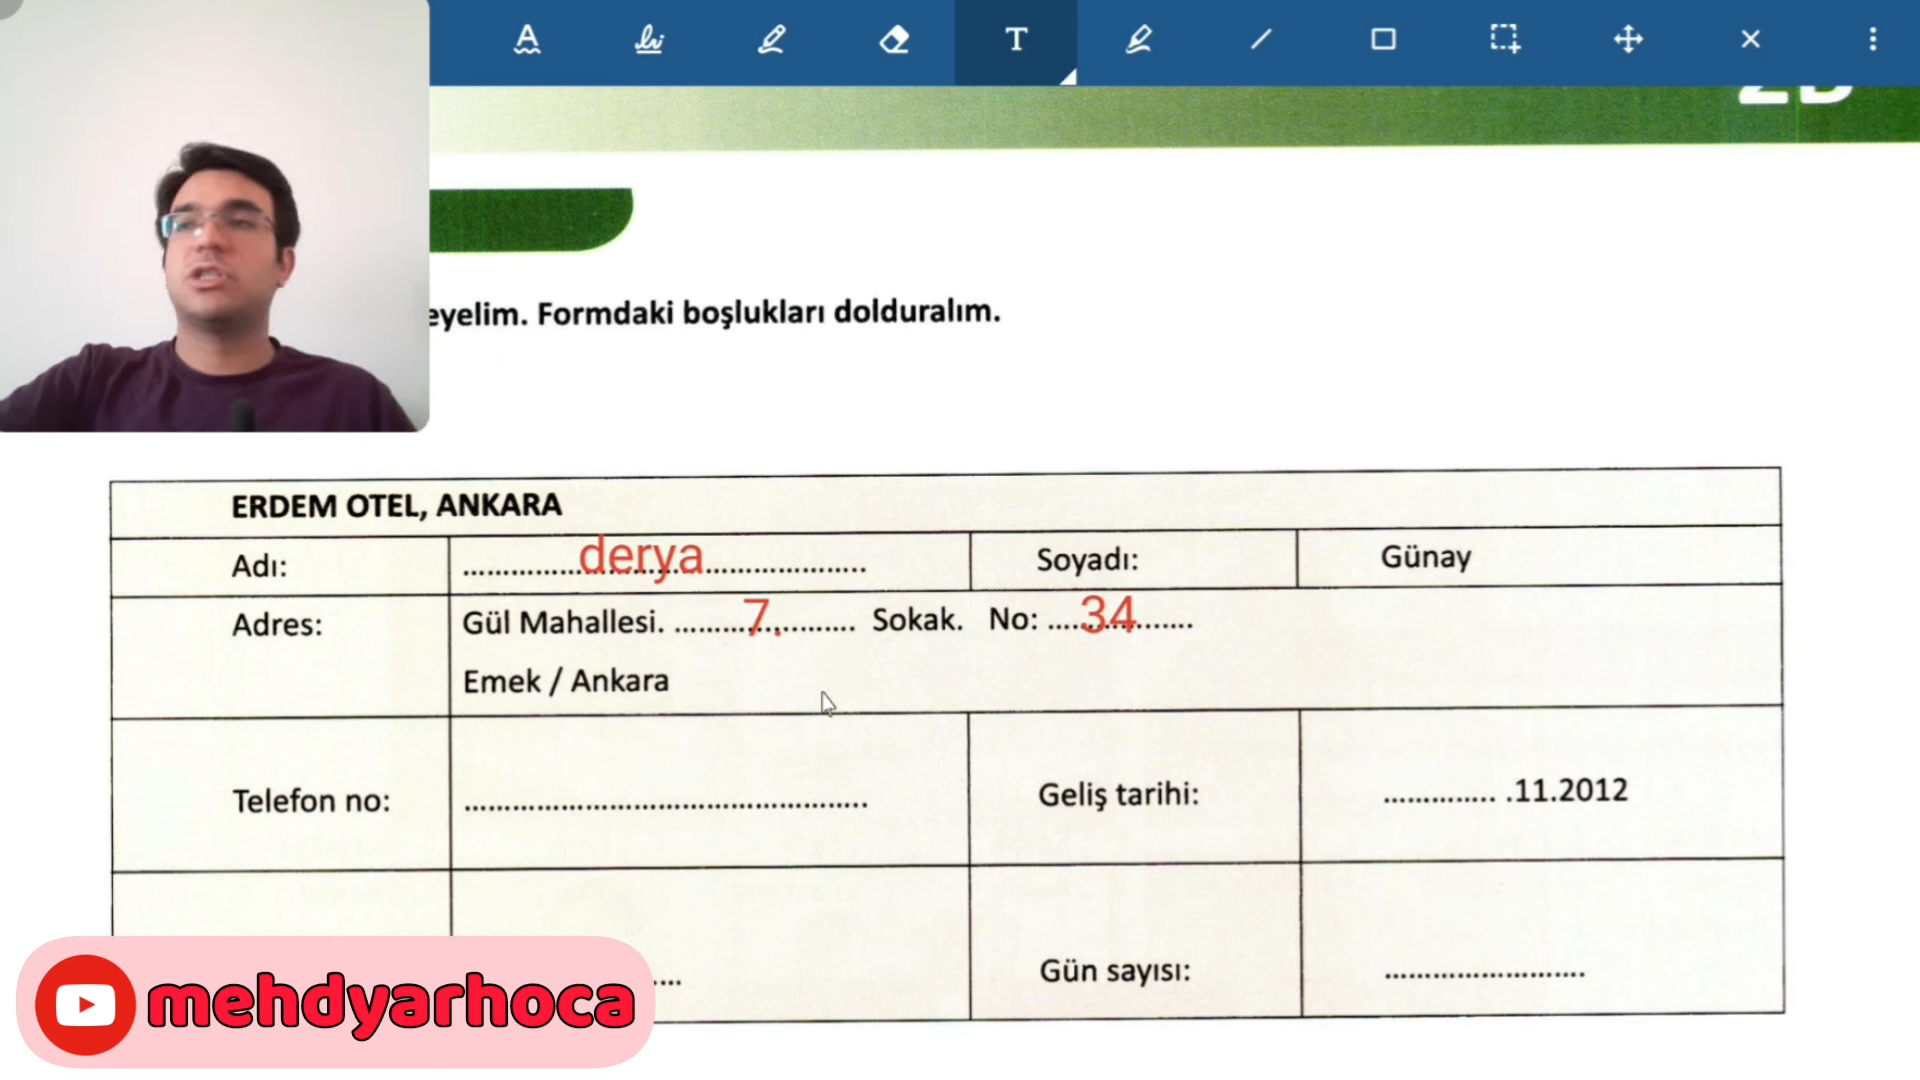 eyelim. Formdaki boşlukları dolduralım.
ERDEM OTEL, ANKARA
Adı: ........derya........ Soyadı: Günay
Adres: Gül Mahallesi. ......7....... Sokak. No: ....34......
Emek / Ankara
Telefon no: .................................................. Geliş tarihi: .............. .11.2012
Gün sayısı: .........................
mehdyarhoca